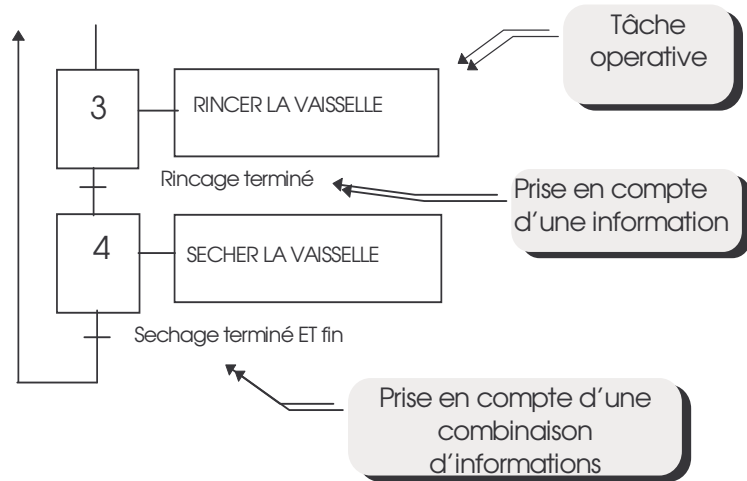 Tâche
operative
3
RINCER LA VAISSELLE
Rincage terminé
Prise en compte
d'une information
4
SECHER LA VAISSELLE
Sechage terminé ET fin
Prise en compte d'une
combinaison
d'informations